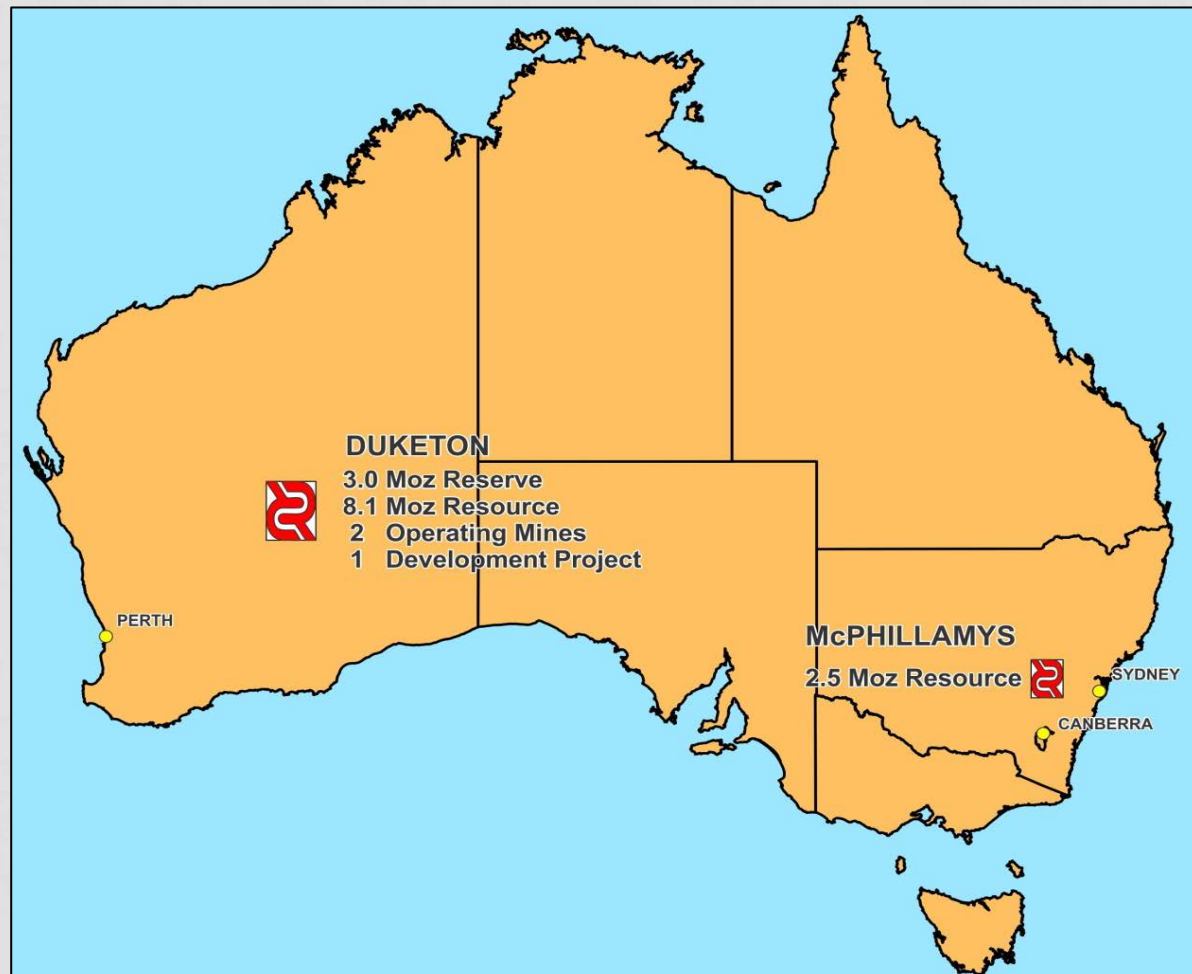 DUKETON
3.0 Moz Reserve
8.1 Moz Resource
2 Operating Mines
1 Development Project
PERTH
McPHILLAMYS
2.5 Moz Resource
SYDNEY
CANBERRA